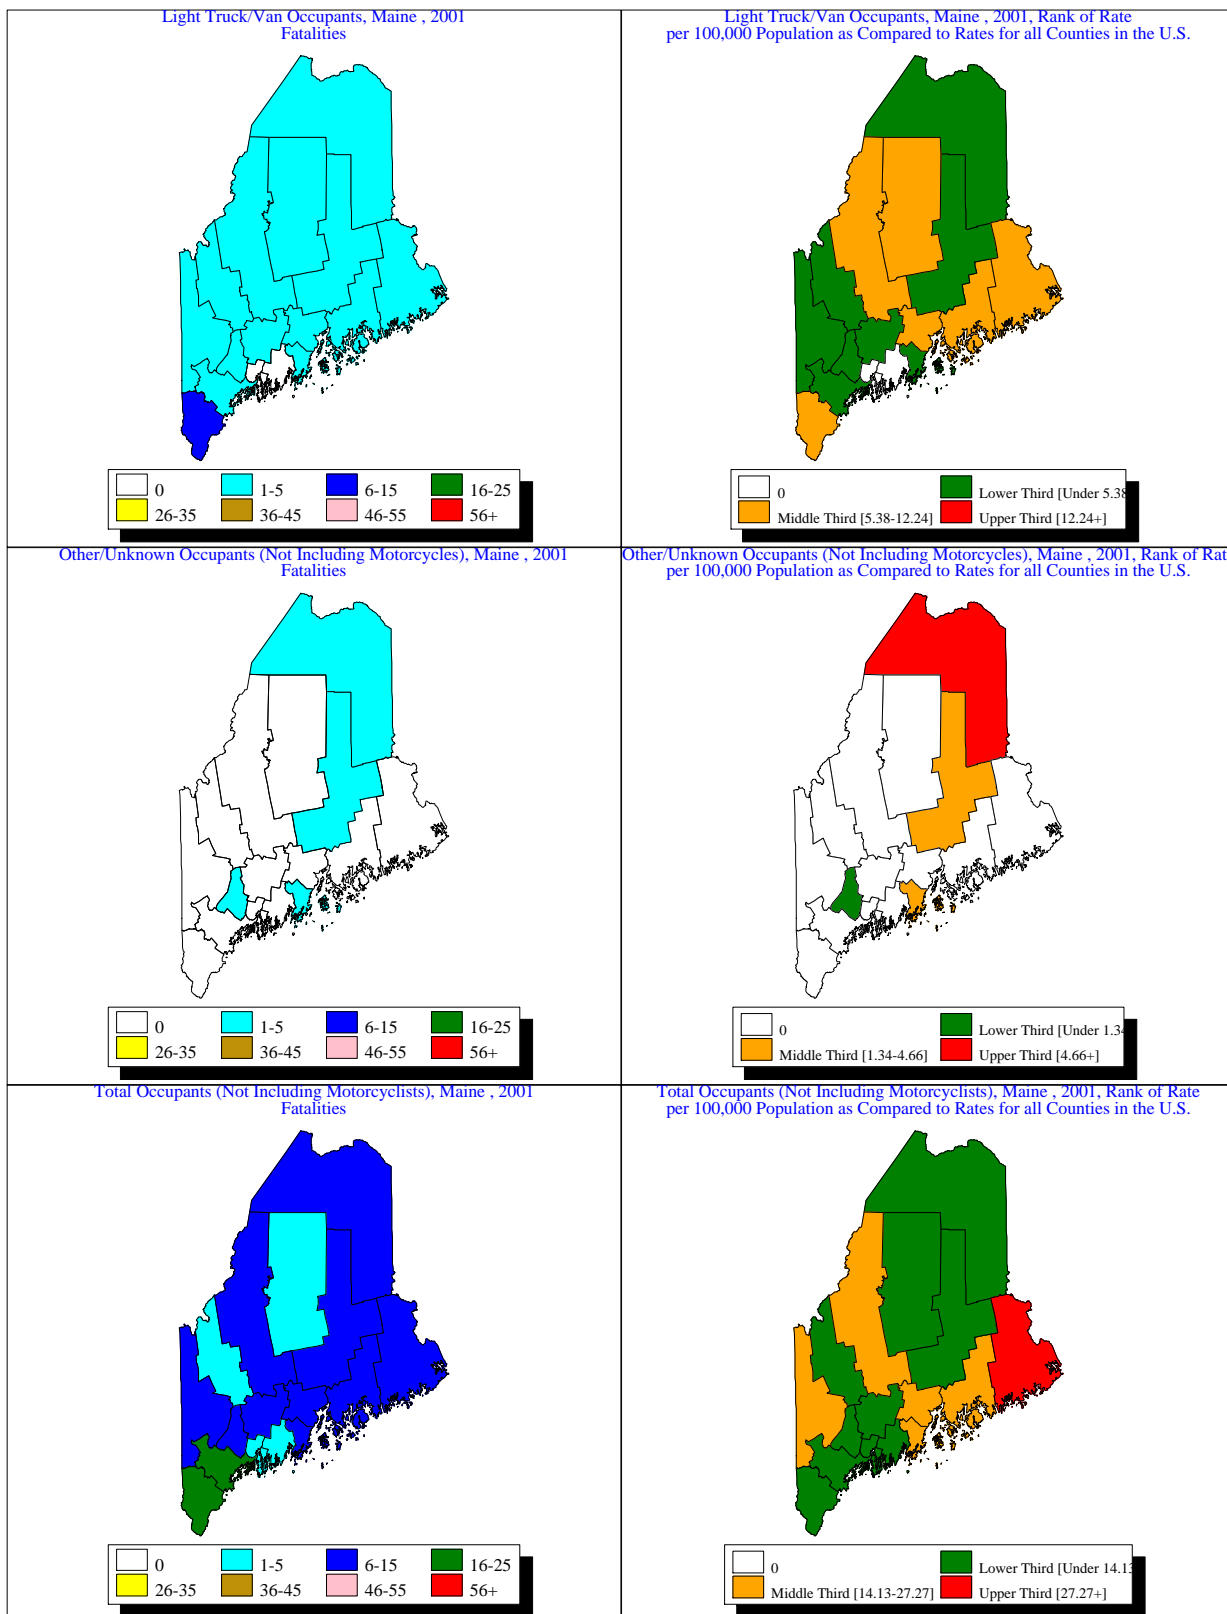 Light Truck/Van Occupants, Maine , 2001
Fatalities
0
1-5
6-15
16-25
26-35
36-45
46-55
56+
Light Truck/Van Occupants, Maine , 2001, Rank of Rate
per 100,000 Population as Compared to Rates for all Counties in the U.S.
0
Lower Third [Under 5.38
Middle Third [5.38-12.24]
Upper Third [12.24+]
Other/Unknown Occupants (Not Including Motorcycles), Maine , 2001
Fatalities
0
1-5
6-15
16-25
26-35
36-45
46-55
56+
Other/Unknown Occupants (Not Including Motorcycles), Maine , 2001, Rank of Rat
per 100,000 Population as Compared to Rates for all Counties in the U.S.
0
Lower Third [Under 1.34
Middle Third [1.34-4.66]
Upper Third [4.66+]
Total Occupants (Not Including Motorcyclists), Maine , 2001
Fatalities
0
1-5
6-15
16-25
26-35
36-45
46-55
56+
Total Occupants (Not Including Motorcyclists), Maine , 2001, Rank of Rate
per 100,000 Population as Compared to Rates for all Counties in the U.S.
0
Lower Third [Under 14.13
Middle Third [14.13-27.27]
Upper Third [27.27+]